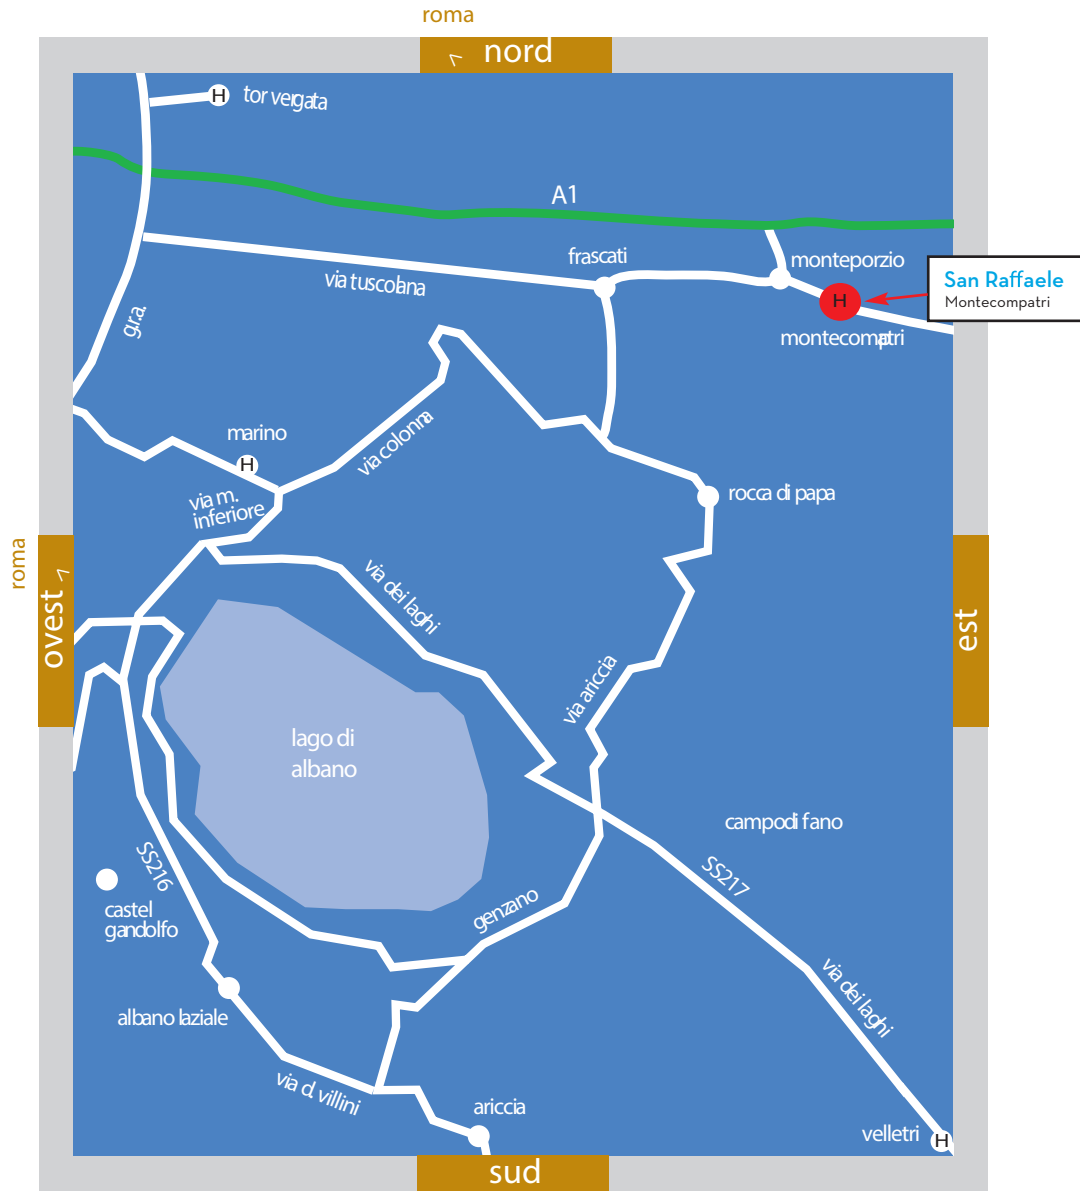 roma
< nord
H tor vergata
A1
frascati
monteporzio
via tuscolana
San Raffaele
Montecompatri
H
g.r.a.
montecompatri
marino
H
via colonna
via m.
inferiore
rocca di papa
roma
ovest >
via dei laghi
est
via ariccia
lago di
albano
campo di fano
SS216
SS217
castel
gandolfo
genzano
via dei laghi
albano laziale
via d. villini
ariccia
velletri H
sud